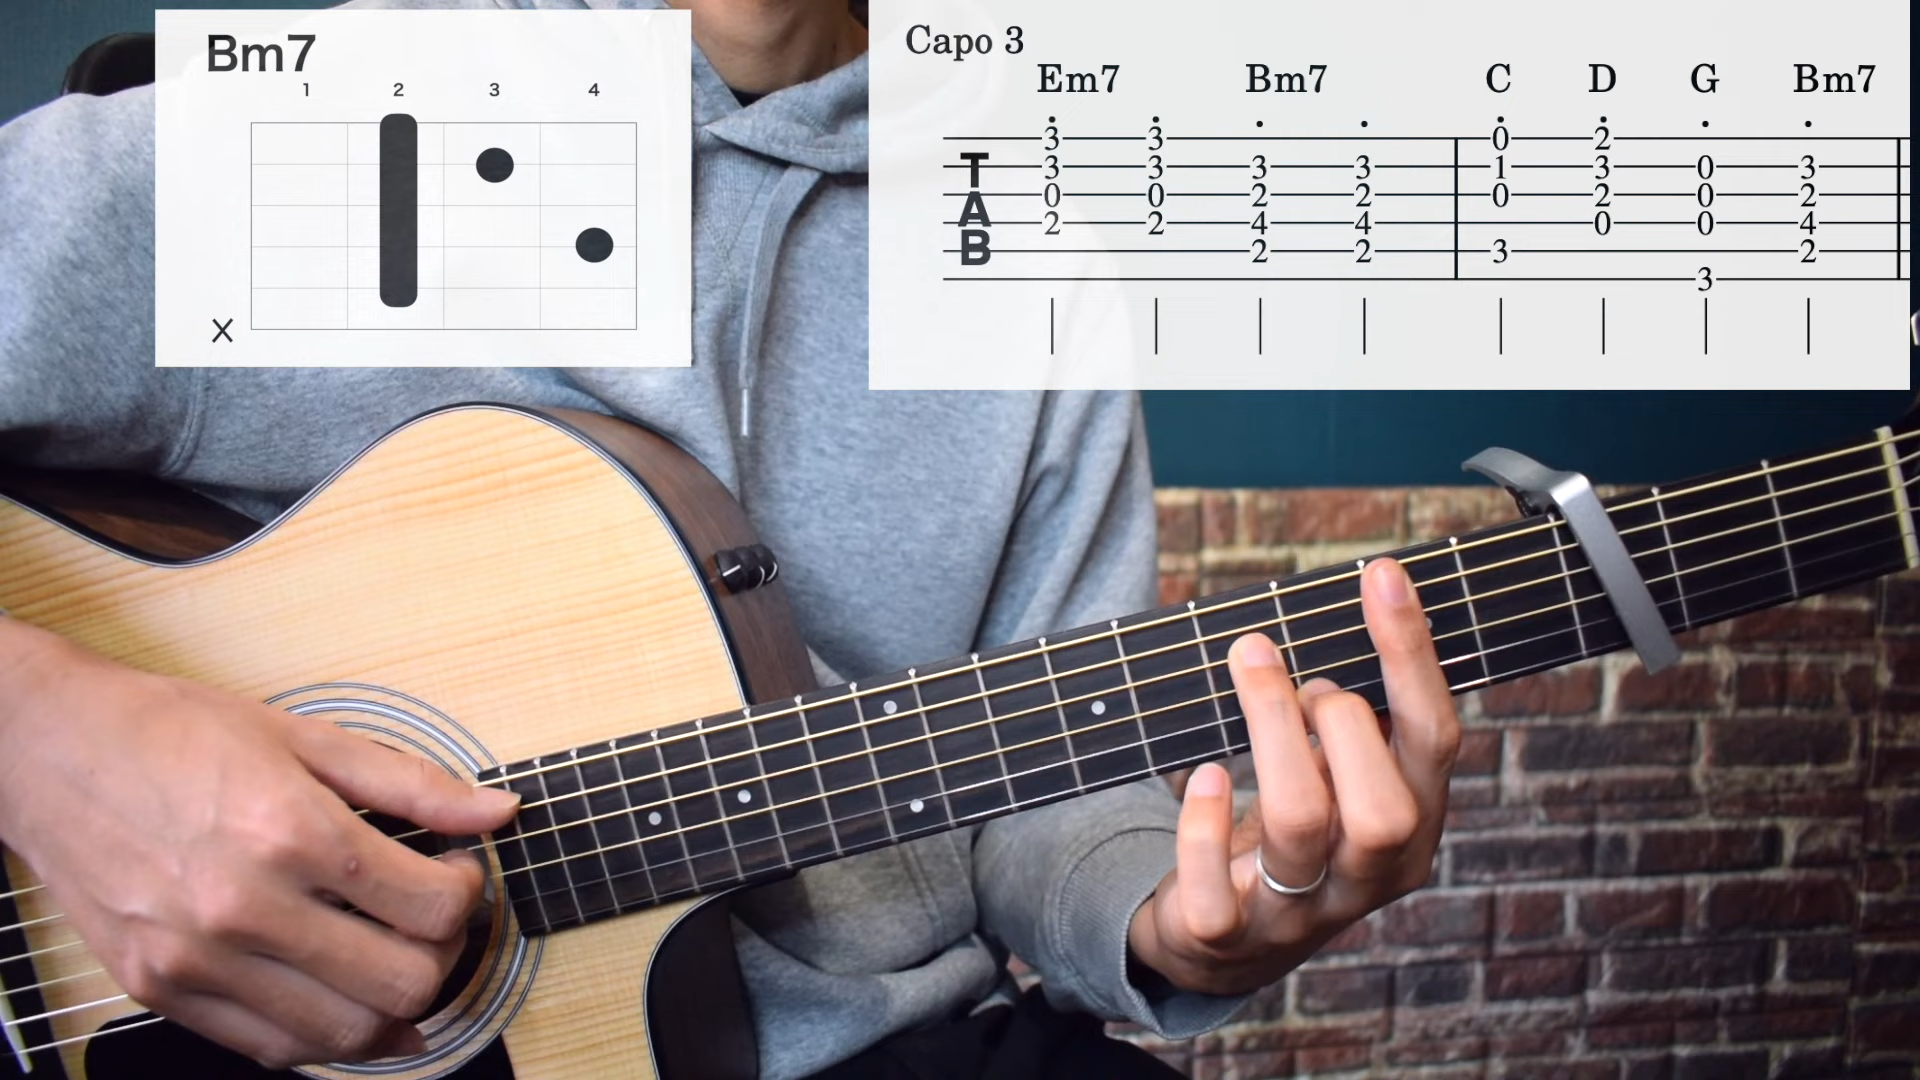 Bm7
1 2 3 4
X
Capo 3
Em7 Bm7 C D G Bm7
3 3 0 2
T 3 3 3 3 1 3 0 3
A 0 0 2 2 0 2 0 2
2 2 4 4 0 0 4
B 2 2 3 2
3